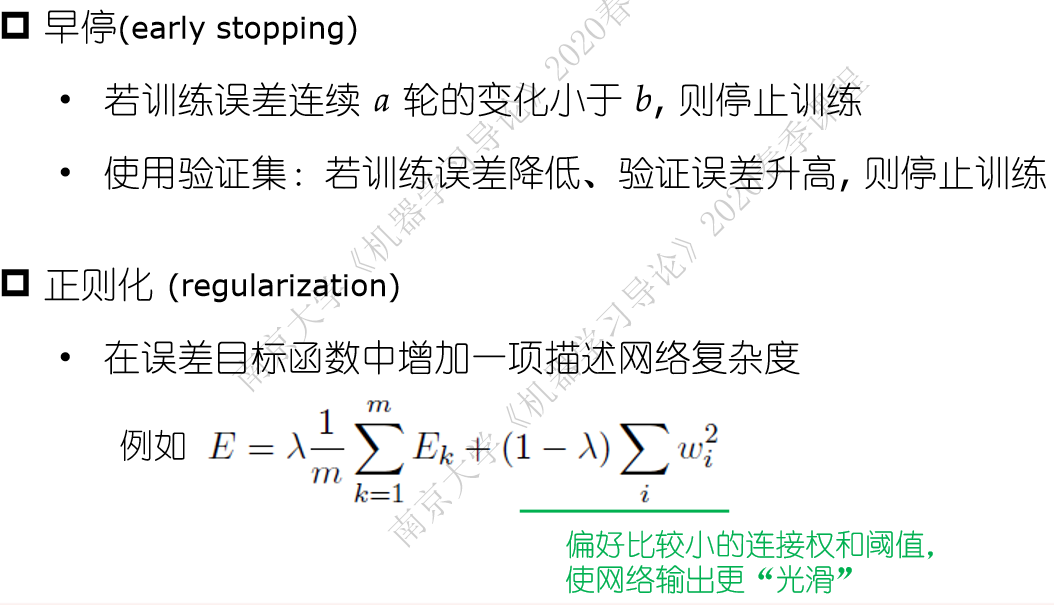 早停(early stopping)
• 若训练误差连续 a 轮的变化小于 b, 则停止训练
• 使用验证集：若训练误差降低、验证误差升高, 则停止训练
正则化 (regularization)
• 在误差目标函数中增加一项描述网络复杂度
例如 E = λ \frac{1}{m} \sum_{k=1}^{m} E_k + (1 − λ) \sum_i w_i^2
偏好比较小的连接权和阈值,
使网络输出更“光滑”
南京大学《机器学习导论》2020春
南京大学《机器学习导论》2020春季课程